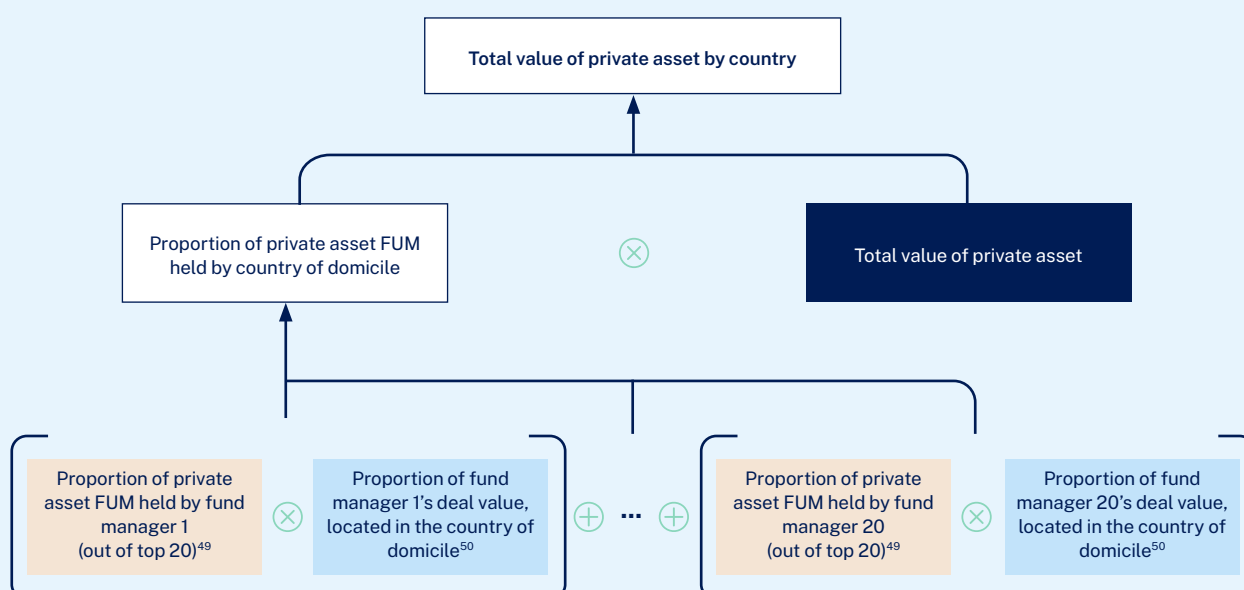 Total value of private asset by country
Proportion of private asset FUM
held by country of domicile
Total value of private asset
Proportion of private
asset FUM held by fund
manager 1
(out of top 20)49
Proportion of fund
manager 1's deal value,
located in the country of
domicile50
...
Proportion of private
asset FUM held by fund
manager 20
(out of top 20)49
Proportion of fund
manager 20's deal value,
located in the country of
domicile50